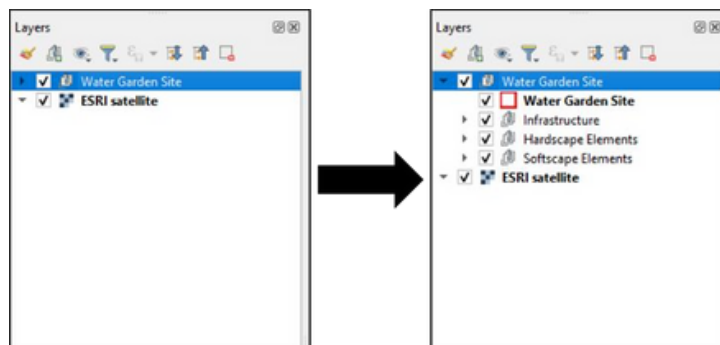 Layers
Water Garden Site
ESRI satellite
Layers
Water Garden Site
Water Garden Site
Infrastructure
Hardscape Elements
Softscape Elements
ESRI satellite